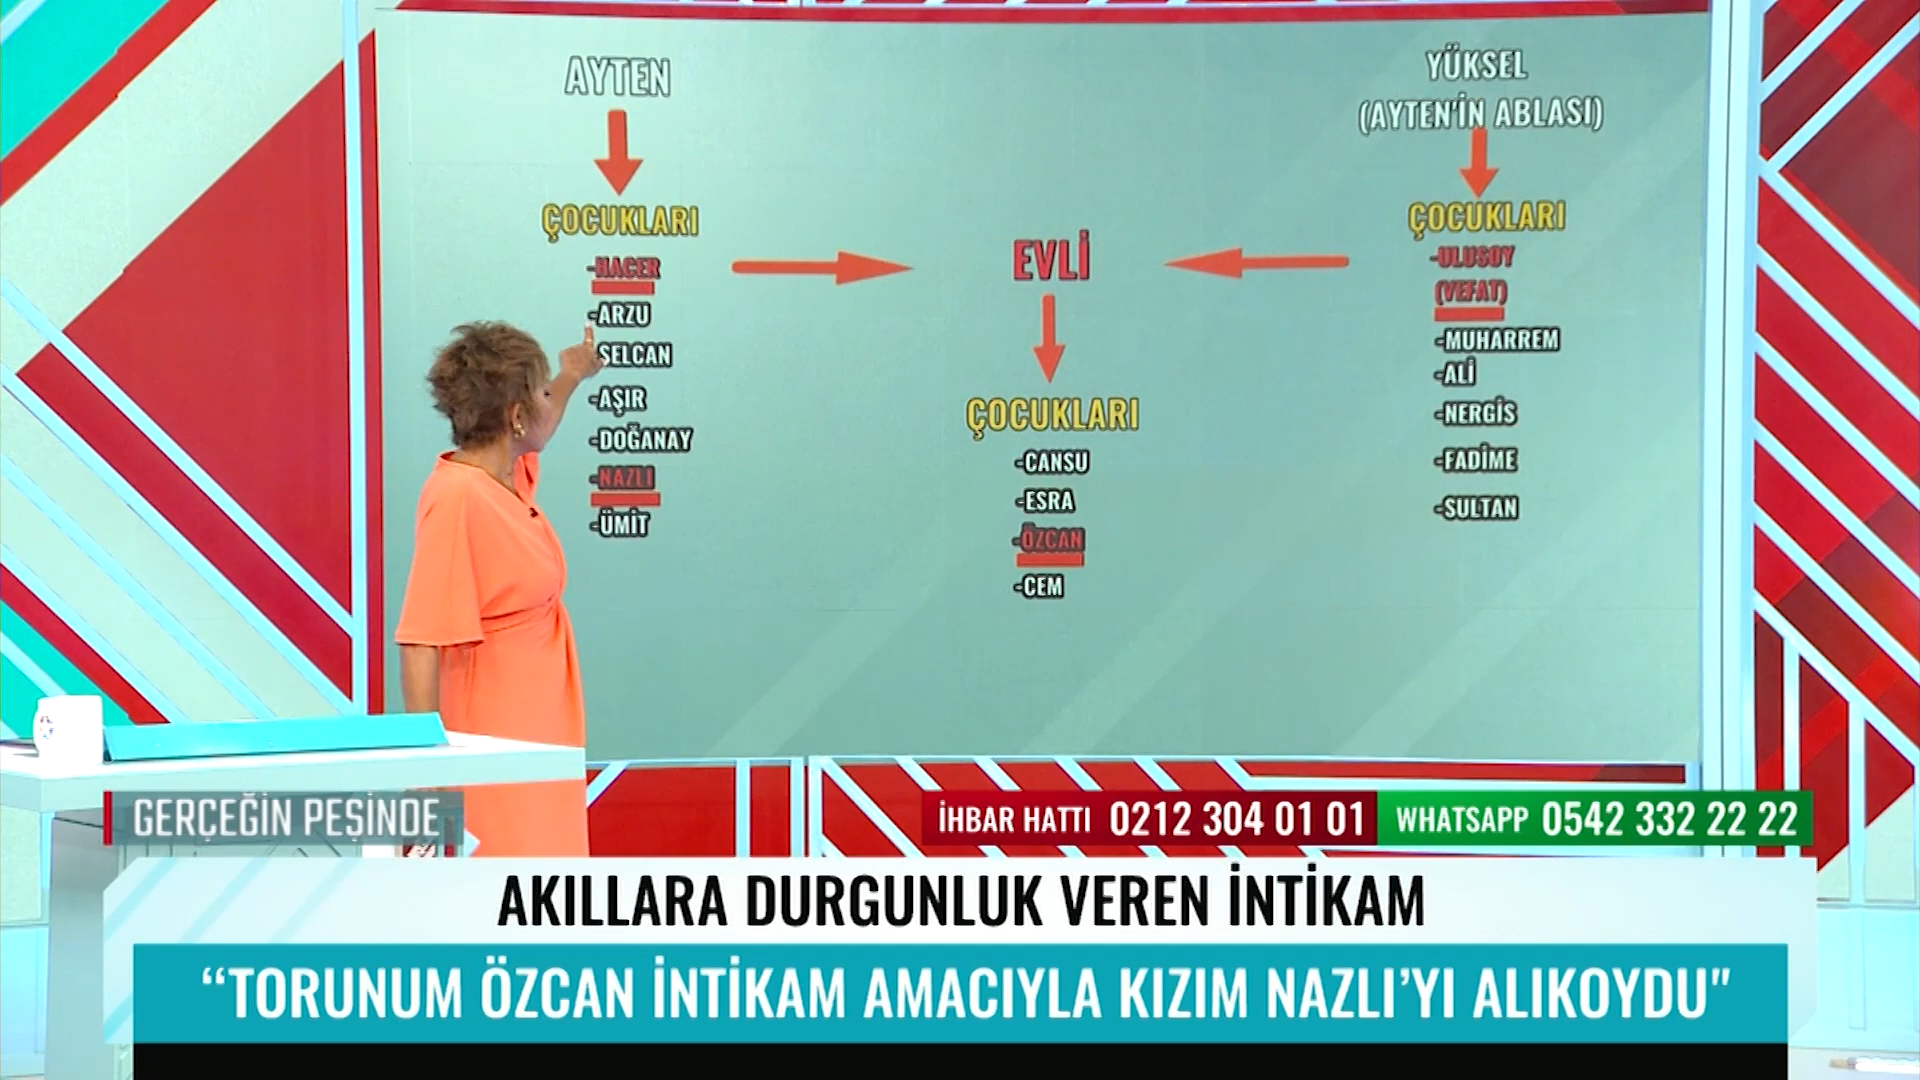 AYTEN
ÇOCUKLARI
-HACER
-ARZU
ŞELCAN
-AŞIR
-DOĞANAY
-NAZLI
-ÜMİT
EVLİ
ÇOCUKLARI
-CANSU
-ESRA
-ÖZCAN
-CEM
YÜKSEL
(AYTEN'İN ABLASI)
ÇOCUKLARI
-ULUSOY
(VEFAT)
-MUHARREM
-ALİ
-NERGİS
-FADİME
-SULTAN
GERÇEĞİN PEŞİNDE
İHBAR HATTI 0212 304 01 01 WHATSAPP 0542 332 22 22
AKILLARA DURGUNLUK VEREN İNTİKAM
“TORUNUM ÖZCAN İNTİKAM AMACIYLA KIZIM NAZLI’YI ALIKOYDU"